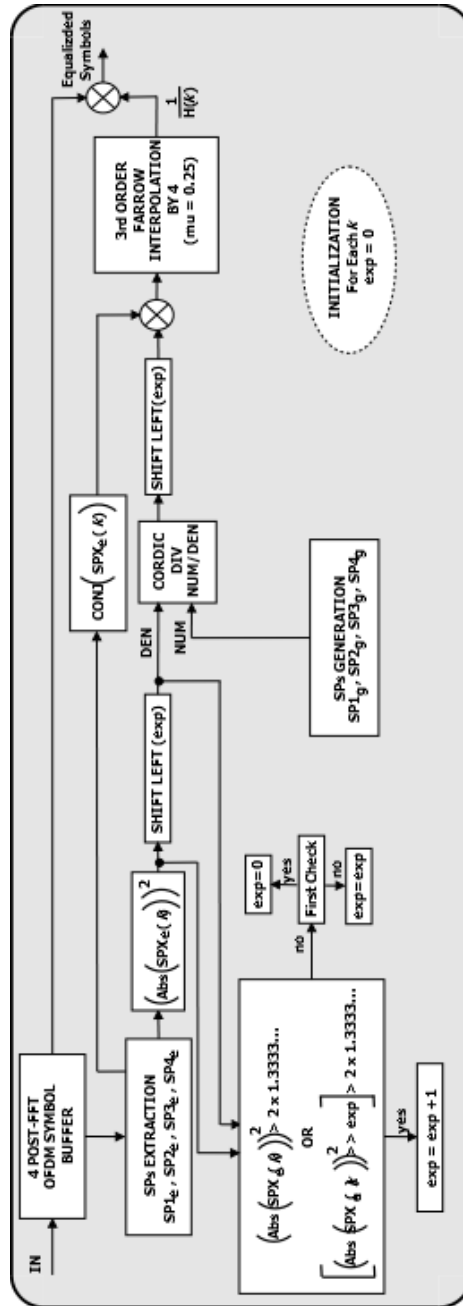 IN
4 POST-FFT
OFDM SYMBOL
BUFFER
Equalizded
Symbols
SPs EXTRACTION
SP1e, SP2e, SP3e, SP4e
CONJ(SPXe(k))
(Abs(SPXe(k)))²
SHIFT LEFT (exp)
DEN
NUM
CORDIC
DIV
NUM/DEN
SHIFT LEFT(exp)
3rd ORDER
FARROW
INTERPOLATION
BY 4
(mu = 0.25)
1
H(k)
(Abs(SPXe(k)))² > 2 x 1.3333...
OR
[(Abs(SPXe(k)))² >> exp] > 2 x 1.3333...
no
First Check
yes
exp=0
no
exp=exp
yes
exp = exp + 1
SPs GENERATION
SP1g, SP2g, SP3g, SP4g
INITIALIZATION
For Each k
exp = 0